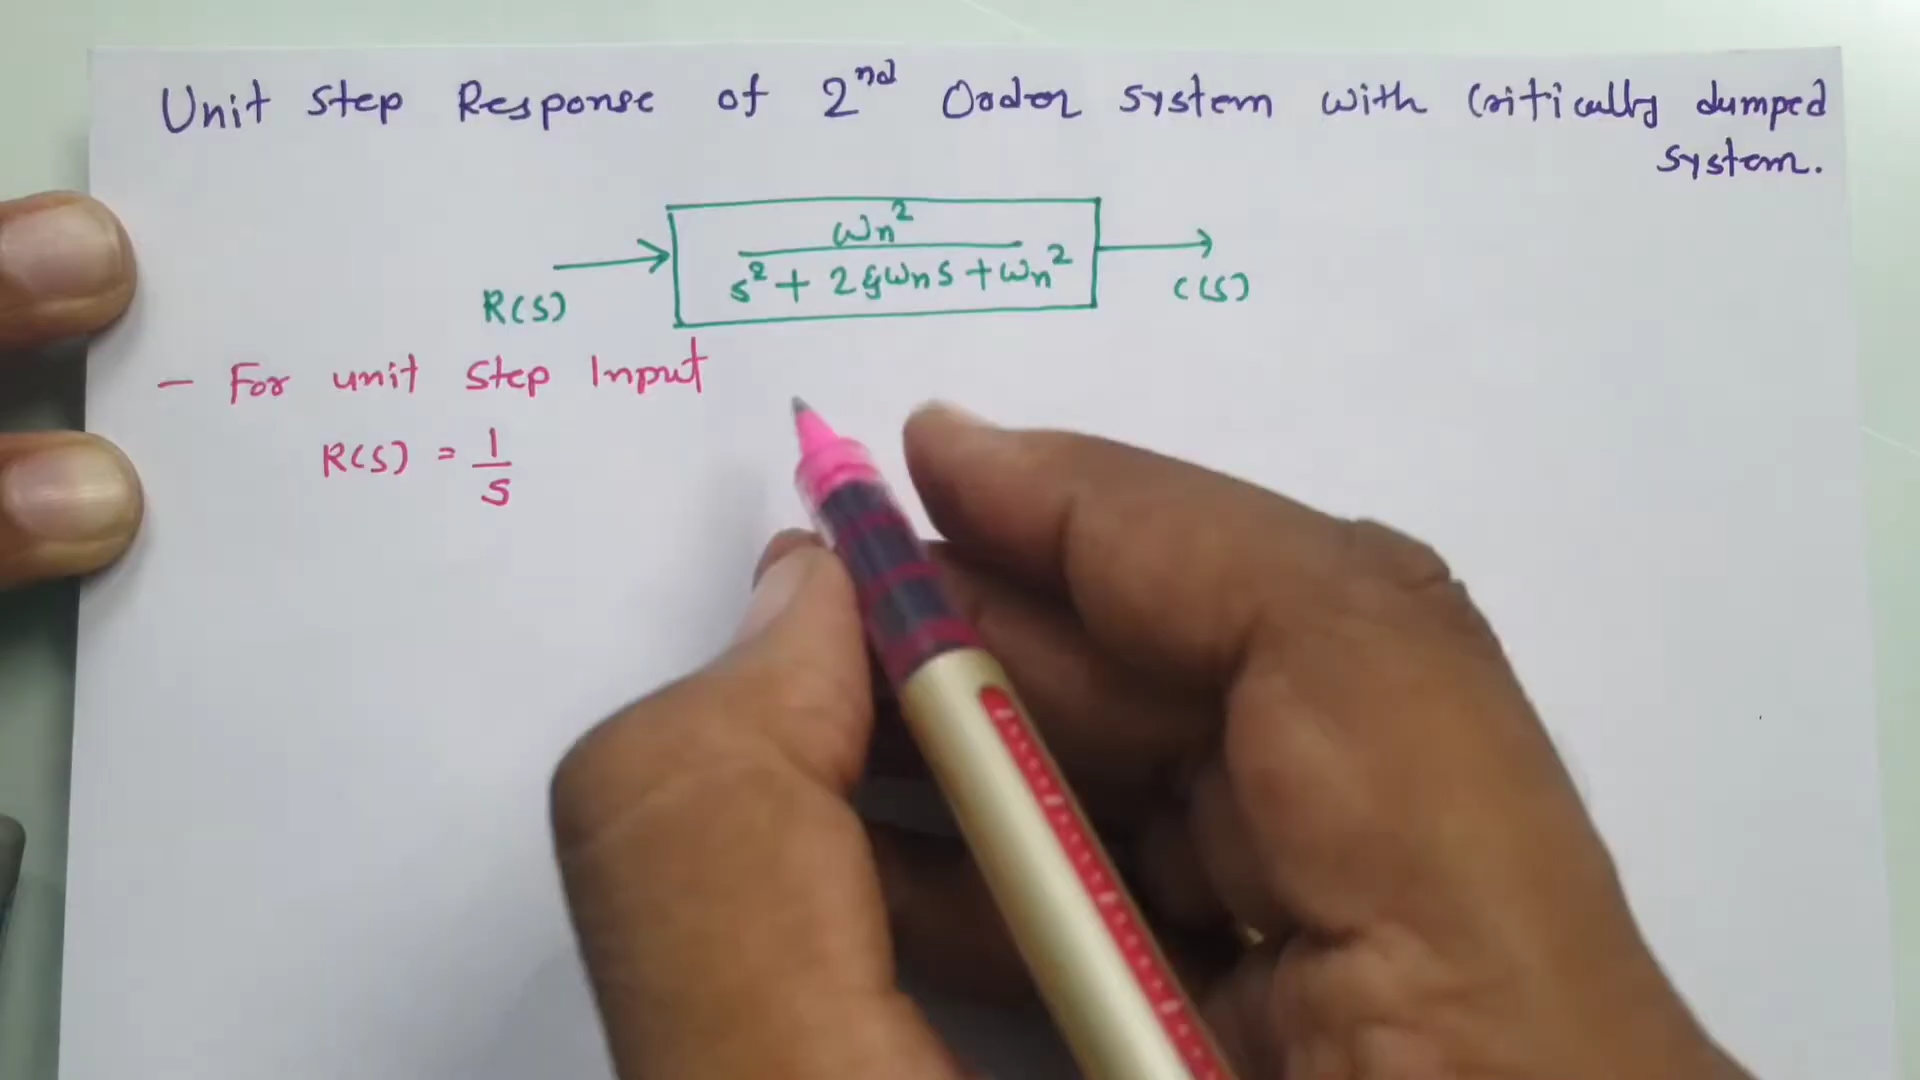 Unit Step Response of 2nd Oodor system with Critically dumped
system.
ωn²
s² + 2ξωns + ωn²
R(S)
C(S)
– For unit Step Input
R(S) = 1/S